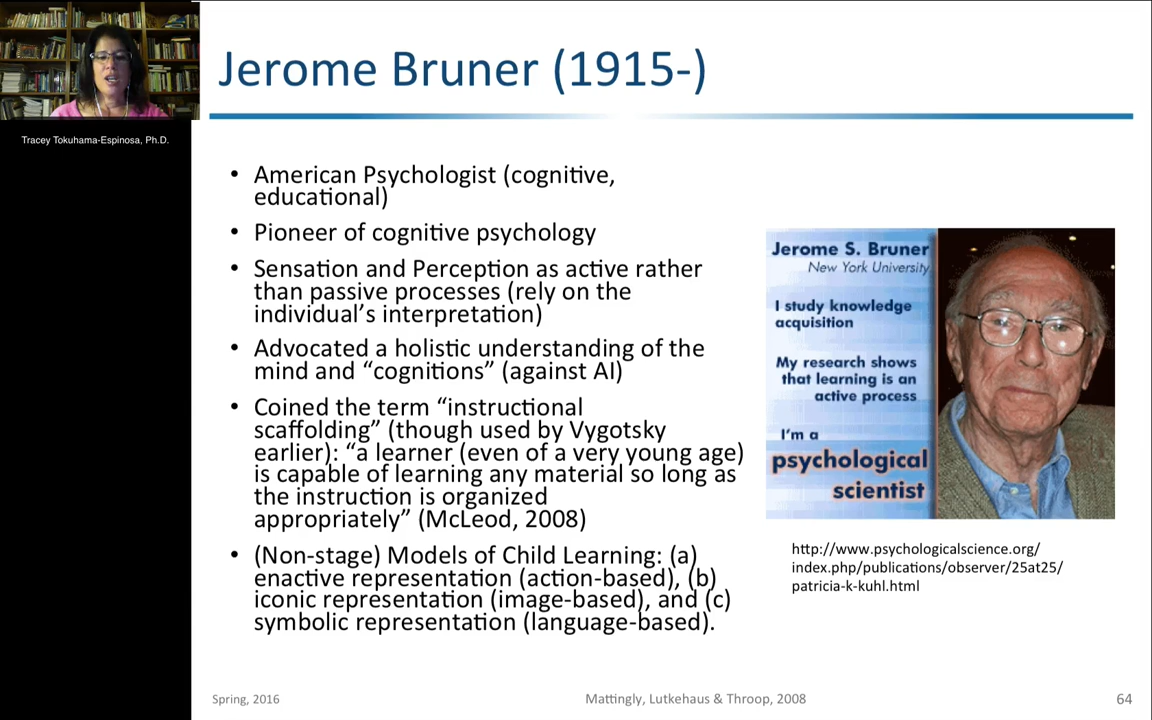 Jerome Bruner (1915-)
Tracey Tokuhama-Espinosa, Ph.D.
• American Psychologist (cognitive,
educational)
• Pioneer of cognitive psychology
• Sensation and Perception as active rather
than passive processes (rely on the
individual’s interpretation)
• Advocated a holistic understanding of the
mind and “cognitions” (against AI)
• Coined the term “instructional
scaffolding” (though used by Vygotsky
earlier): “a learner (even of a very young age)
is capable of learning any material so long as
the instruction is organized
appropriately” (McLeod, 2008)
• (Non-stage) Models of Child Learning: (a)
enactive representation (action-based), (b)
iconic representation (image-based), and (c)
symbolic representation (language-based).
Jerome S. Bruner
New York University
I study knowledge
acquisition
My research shows
that learning is an
active process
I’m a
psychological
scientist
http://www.psychologicalscience.org/
index.php/publications/observer/25at25/
patricia-k-kuhl.html
Spring, 2016
Mattingly, Lutkehaus & Throop, 2008
64